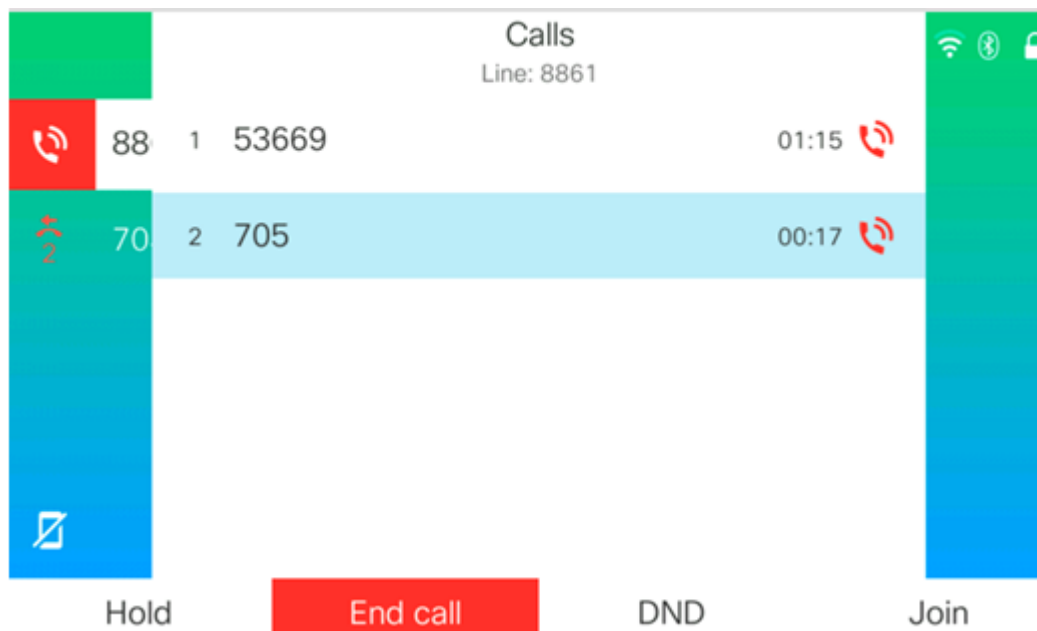 Calls
Line: 8861
88 1 53669 01:15
70 2 705 00:17
2
Hold End call DND Join